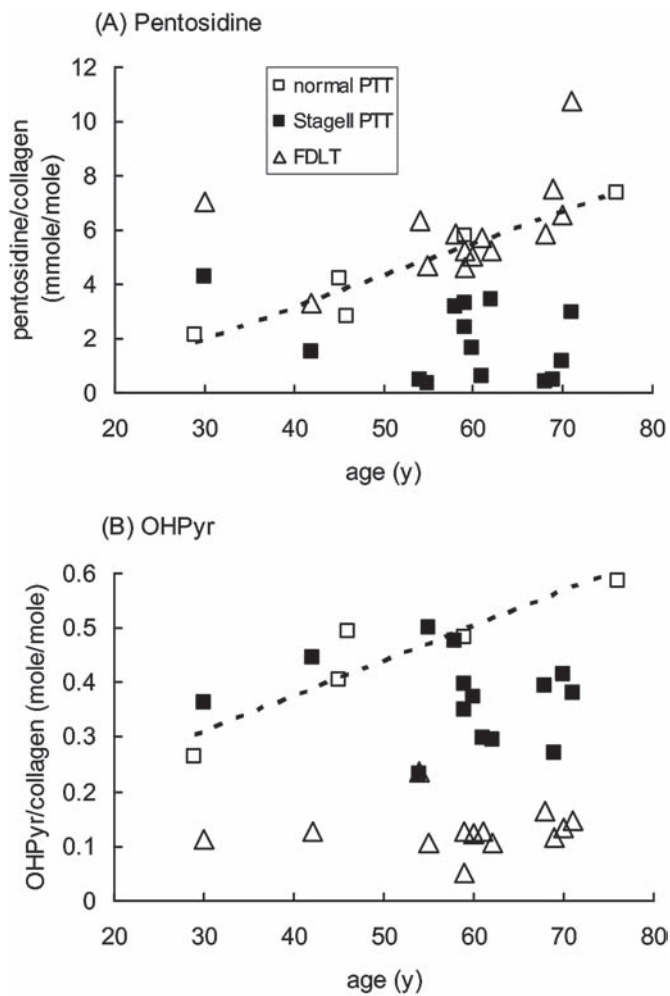 (A) Pentosidine
pentosidine/collagen
(mmole/mole)
12
10
8
6
4
2
0
normal PTT
StageII PTT
FDLT
20 30 40 50 60 70 80
age (y)
(B) OHPyr
OHPyr/collagen (mole/mole)
0.6
0.5
0.4
0.3
0.2
0.1
0
20 30 40 50 60 70 80
age (y)